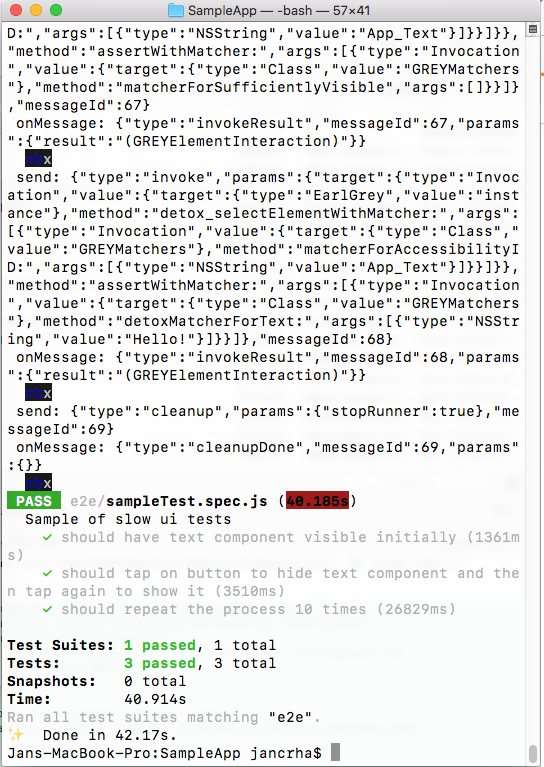 SampleApp — -bash — 57×41
D:","args":[{"type":"NSString","value":"App_Text"}]}}]}},
"method":"assertWithMatcher:","args":[{"type":"Invocation
","value":{"target":{"type":"Class","value":"GREYMatchers
"},"method":"matcherForSufficientlyVisible","args":[]}}]}
,"messageId":67}
onMessage: {"type":"invokeResult","messageId":67,"params
":{"result":"(GREYElementInteraction)"}}
send: {"type":"invoke","params":{"target":{"type":"Invoc
ation","value":{"target":{"type":"EarlGrey","value":"inst
ance"},"method":"detox_selectElementWithMatcher:","args":
[{"type":"Invocation","value":{"target":{"type":"Class","
value":"GREYMatchers"},"method":"matcherForAccessibilityI
D:","args":[{"type":"NSString","value":"App_Text"}]}}]}},
"method":"assertWithMatcher:","args":[{"type":"Invocation
","value":{"target":{"type":"Class","value":"GREYMatchers
"},"method":"detoxMatcherForText:","args":[{"type":"NSStr
ing","value":"Hello!"}]}}]},"messageId":68}
onMessage: {"type":"invokeResult","messageId":68,"params
":{"result":"(GREYElementInteraction)"}}
send: {"type":"cleanup","params":{"stopRunner":true},"me
ssageId":69}
onMessage: {"type":"cleanupDone","messageId":69,"params"
:{}}
PASS e2e/sampleTest.spec.js (40.185s)
Sample of slow ui tests
✓ should have text component visible initially (1361m
s)
✓ should tap on button to hide text component and the
n tap again to show it (3510ms)
✓ should repeat the process 10 times (26829ms)
Test Suites: 1 passed, 1 total
Tests: 3 passed, 3 total
Snapshots: 0 total
Time: 40.914s
Ran all test suites matching "e2e".
✨ Done in 42.17s.
Jans-MacBook-Pro:SampleApp jancrha$